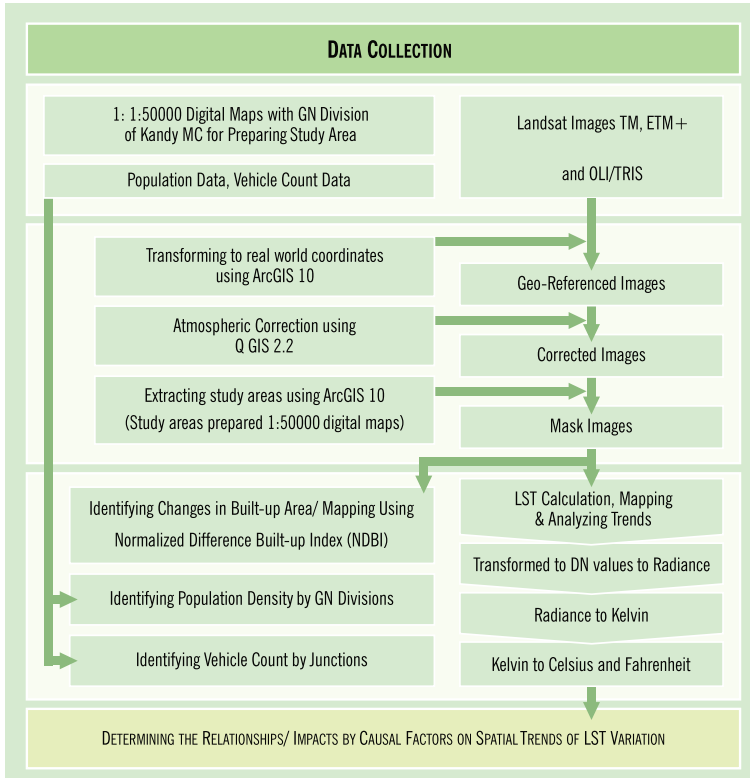 DATA COLLECTION
1: 1:50000 Digital Maps with GN Division
of Kandy MC for Preparing Study Area
Population Data, Vehicle Count Data
Landsat Images TM, ETM+
and OLI/TRIS
Transforming to real world coordinates
using ArcGIS 10
Geo-Referenced Images
Atmospheric Correction using
Q GIS 2.2
Corrected Images
Extracting study areas using ArcGIS 10
(Study areas prepared 1:50000 digital maps)
Mask Images
Identifying Changes in Built-up Area/ Mapping Using
Normalized Difference Built-up Index (NDBI)
Identifying Population Density by GN Divisions
Identifying Vehicle Count by Junctions
LST Calculation, Mapping
& Analyzing Trends
Transformed to DN values to Radiance
Radiance to Kelvin
Kelvin to Celsius and Fahrenheit
DETERMINING THE RELATIONSHIPS/ IMPACTS BY CAUSAL FACTORS ON SPATIAL TRENDS OF LST VARIATION